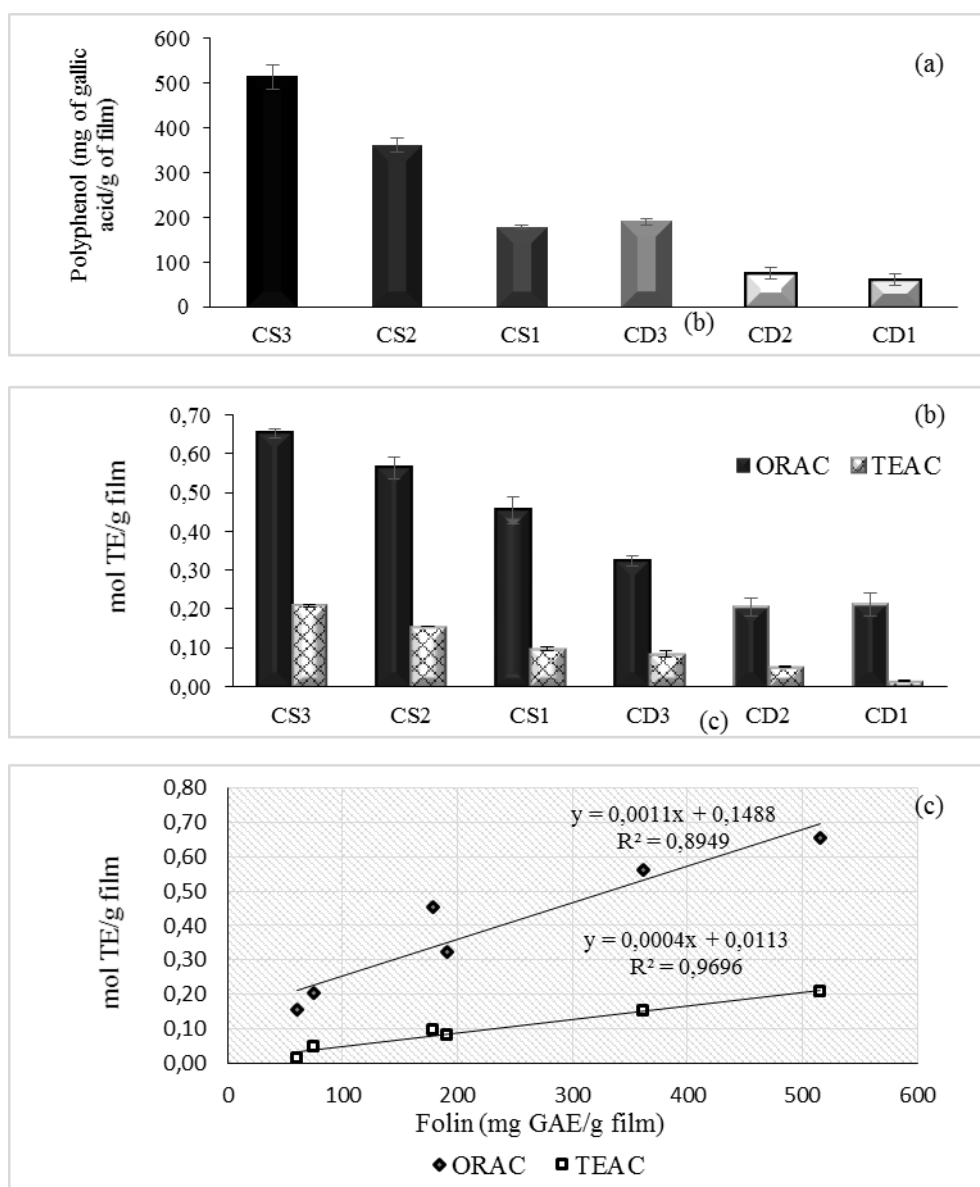 (a)
Polyphenol (mg of gallic
acid/g of film)
600
500
400
300
200
100
0
CS3 CS2 CS1 CD3 CD2 CD1
(b)
(b)
mol TE/g film
0,70
0,60
0,50
0,40
0,30
0,20
0,10
0,00
ORAC TEAC
CS3 CS2 CS1 CD3 CD2 CD1
(c)
(c)
mol TE/g film
0,80
0,70
0,60
0,50
0,40
0,30
0,20
0,10
0,00
y = 0,0011x + 0,1488
R² = 0,8949
y = 0,0004x + 0,0113
R² = 0,9696
0 100 200 300 400 500 600
Folin (mg GAE/g film)
ORAC TEAC